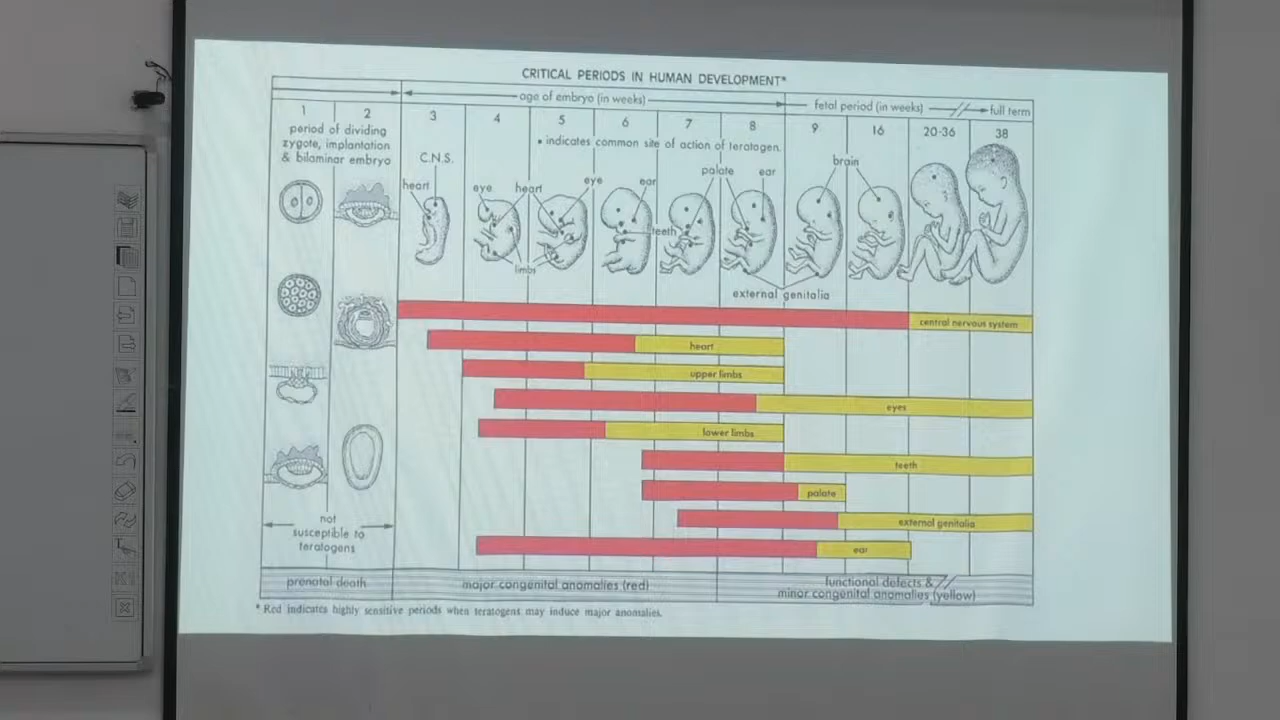 CRITICAL PERIODS IN HUMAN DEVELOPMENT*
age of embryo (in weeks)
fetal period (in weeks)
full term
1 2 3 4 5 6 7 8 9 16 20-36 38
period of dividing
zygote, implantation
& bilaminar embryo
• indicates common site of action of teratogen.
C.N.S.
heart
eye
heart
eye
ear
palate
ear
brain
teeth
limbs
external genitalia
central nervous system
heart
upper limbs
eyes
lower limbs
teeth
palate
external genitalia
ear
not
susceptible to
teratogens
prenatal death
major congenital anomalies (red)
functional defects &
minor congenital anomalies (yellow)
* Red indicates highly sensitive periods when teratogen may induce major anomalies.